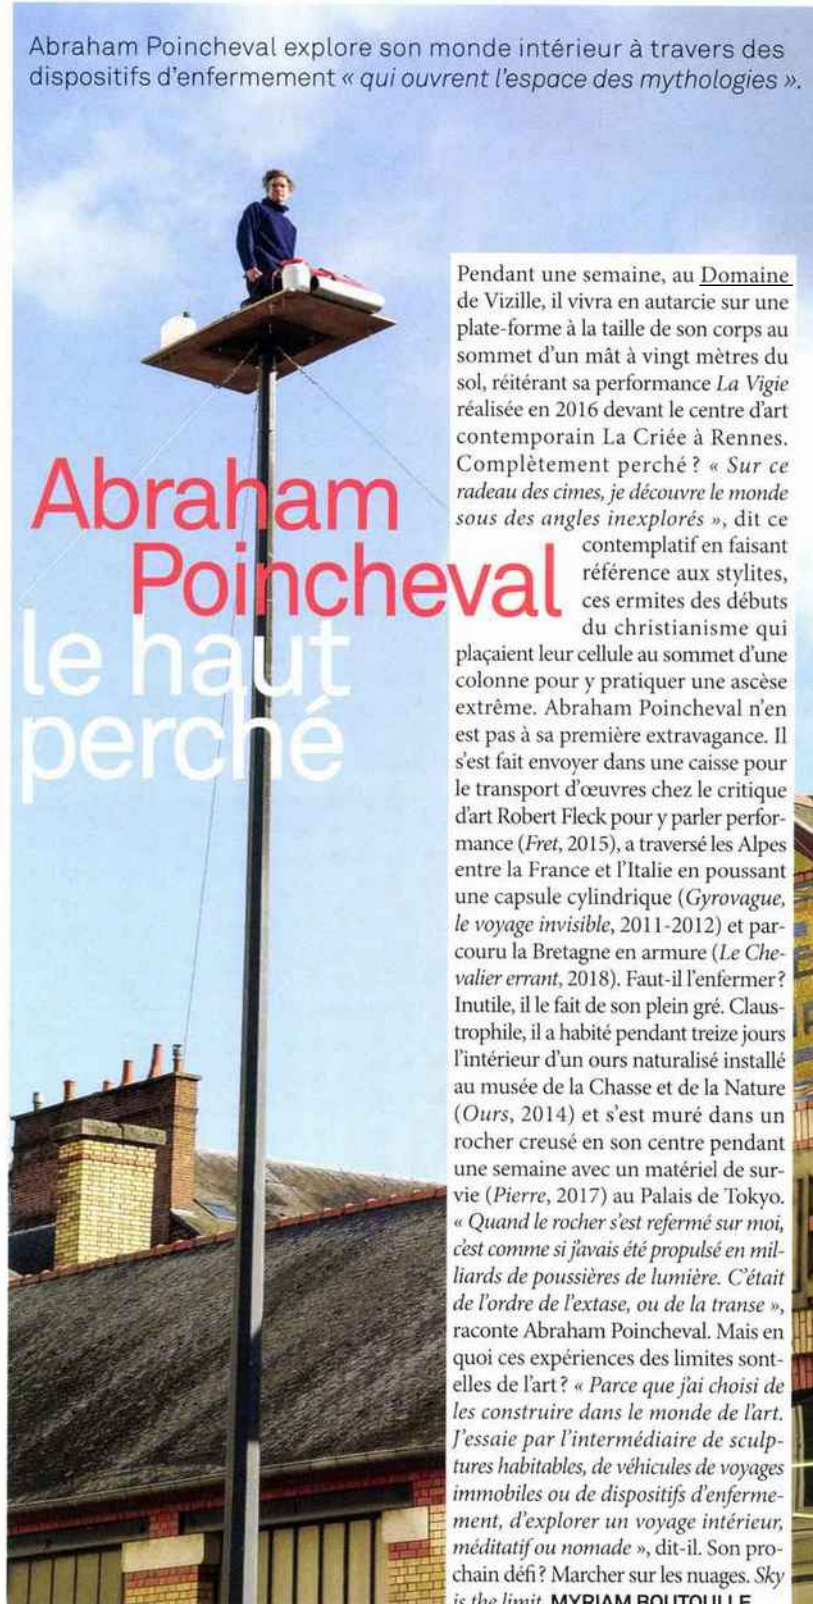 Abraham Poincheval explore son monde intérieur à travers des
dispositifs d'enfermement « qui ouvrent l'espace des mythologies ».
Abraham
Poincheval
le haut
perché
Pendant une semaine, au Domaine
de Vizille, il vivra en autarcie sur une
plate-forme à la taille de son corps au
sommet d'un mât à vingt mètres du
sol, réitérant sa performance La Vigie
réalisée en 2016 devant le centre d'art
contemporain La Criée à Rennes.
Complètement perché ? « Sur ce
radeau des cimes, je découvre le monde
sous des angles inexplorés », dit ce
contemplatif en faisant
référence aux stylites,
ces ermites des débuts
du christianisme qui
plaçaient leur cellule au sommet d'une
colonne pour y pratiquer une ascèse
extrême. Abraham Poincheval n'en
est pas à sa première extravagance. Il
s'est fait envoyer dans une caisse pour
le transport d'œuvres chez le critique
d'art Robert Fleck pour y parler perfor-
mance (Fret, 2015), a traversé les Alpes
entre la France et l'Italie en poussant
une capsule cylindrique (Gyrovague,
le voyage invisible, 2011-2012) et par-
couru la Bretagne en armure (Le Che-
valier errant, 2018). Faut-il l'enfermer ?
Inutile, il le fait de son plein gré. Claus-
trophile, il a habité pendant treize jours
l'intérieur d'un ours naturalisé installé
au musée de la Chasse et de la Nature
(Ours, 2014) et s'est muré dans un
rocher creusé en son centre pendant
une semaine avec un matériel de sur-
vie (Pierre, 2017) au Palais de Tokyo.
« Quand le rocher s'est refermé sur moi,
c'est comme si j'avais été propulsé en mil-
liards de poussières de lumière. C'était
de l'ordre de l'extase, ou de la transe »,
raconte Abraham Poincheval. Mais en
quoi ces expériences des limites sont-
elles de l'art ? « Parce que j'ai choisi de
les construire dans le monde de l'art.
J'essaie par l'intermédiaire de sculp-
tures habitables, de véhicules de voyages
immobiles ou de dispositifs d'enferme-
ment, d'explorer un voyage intérieur,
méditatif ou nomade », dit-il. Son pro-
chain défi ? Marcher sur les nuages. Sky
is the limit. MYRIAM BOUTOULLE